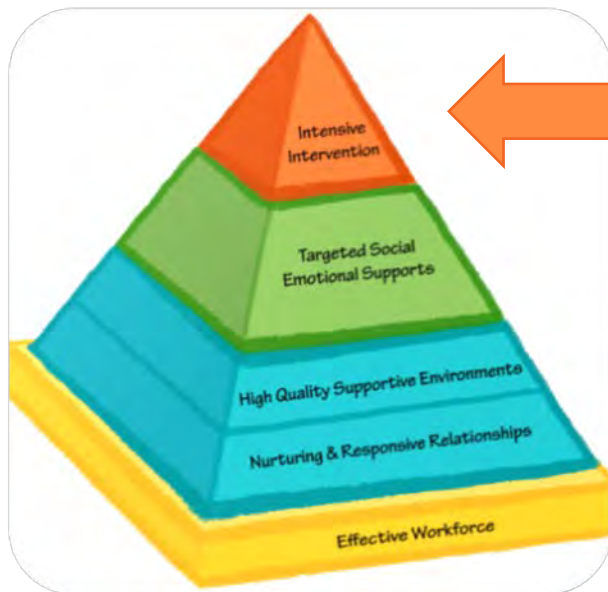 Intensive
Intervention
Targeted Social
Emotional Supports
High Quality Supportive Environments
Nurturing & Responsive Relationships
Effective Workforce